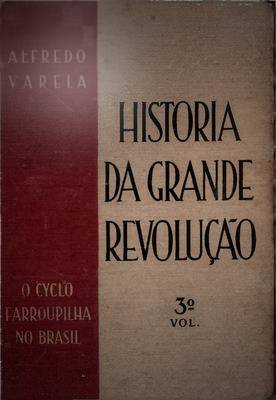 ALFREDO
VARELA
HISTORIA
DA GRANDE
REVOLUÇÃO
O CYCLO
FARROUPILHA
NO BRASIL
3º
VOL.